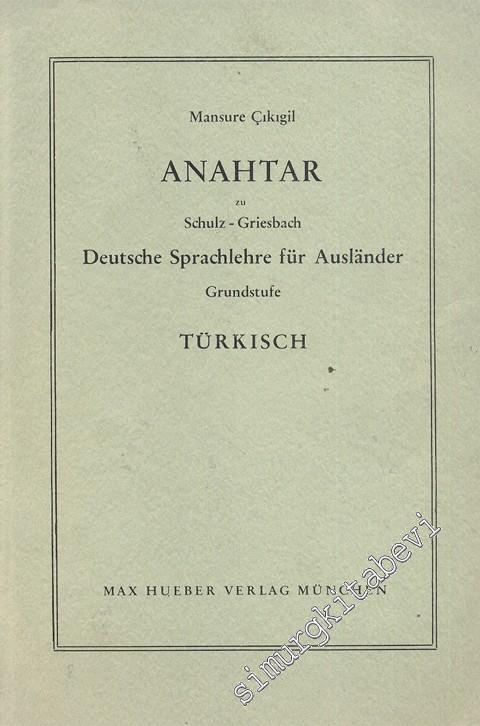 Mansure Çıkıgil
ANAHTAR
zu
Schulz - Griesbach
Deutsche Sprachlehre für Ausländer
Grundstufe
TÜRKISCH
MAX HUEBER VERLAG MÜNCHEN
simurgkitabevi